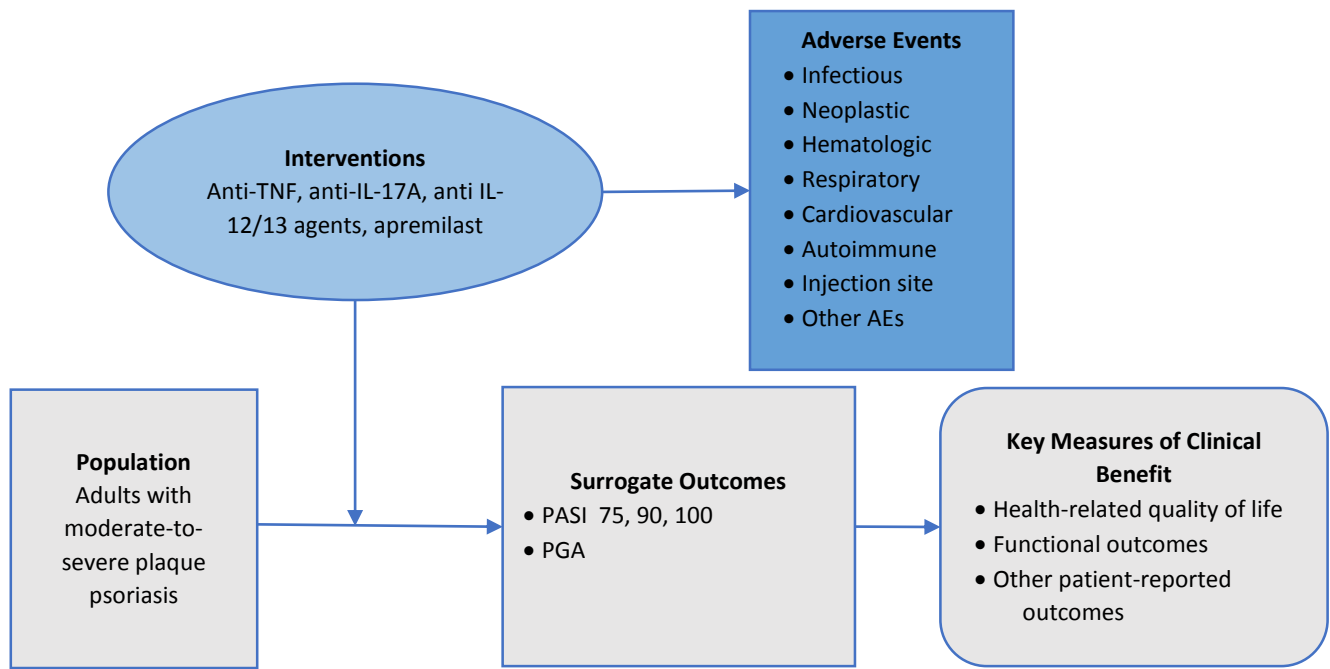 Interventions
Anti-TNF, anti-IL-17A, anti IL-
12/13 agents, apremilast
Adverse Events
• Infectious
• Neoplastic
• Hematologic
• Respiratory
• Cardiovascular
• Autoimmune
• Injection site
• Other AEs
Population
Adults with
moderate-to-
severe plaque
psoriasis
Surrogate Outcomes
• PASI 75, 90, 100
• PGA
Key Measures of Clinical
Benefit
• Health-related quality of life
• Functional outcomes
• Other patient-reported
outcomes